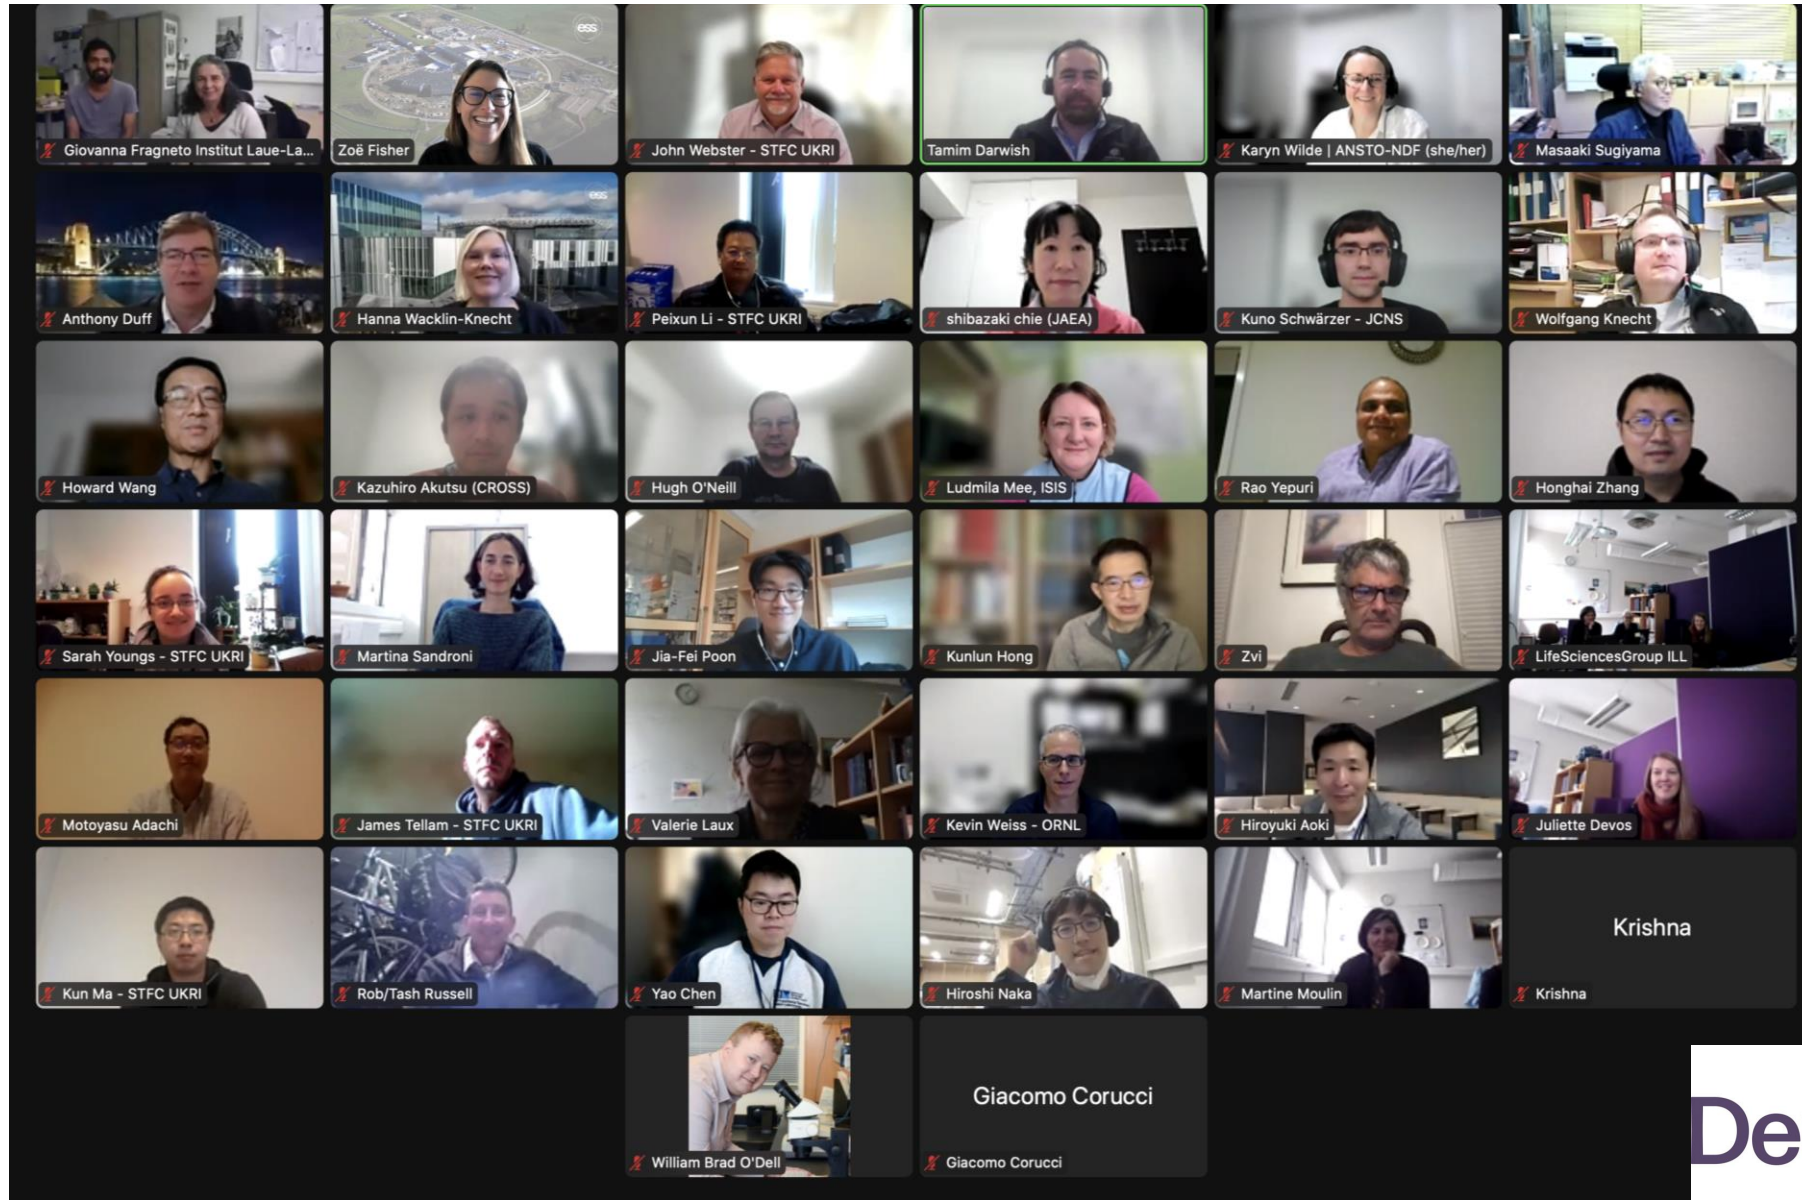 ess
Giovanna Fragneto Institut Laue-La...
Zoë Fisher
John Webster - STFC UKRI
Tamim Darwish
Karyn Wilde | ANSTO-NDF (she/her)
Masaaki Sugiyama
ess
Anthony Duff
Hanna Wacklin-Knecht
Peixun Li - STFC UKRI
shibazaki chie (JAEA)
Kuno Schwärzer - JCNS
Wolfgang Knecht
Howard Wang
Kazuhiro Akutsu (CROSS)
Hugh O'Neill
Ludmila Mee, ISIS
Rao Yepuri
Honghai Zhang
Sarah Youngs - STFC UKRI
Martina Sandroni
Jia-Fei Poon
Kunlun Hong
Zvi
LifeSciencesGroup ILL
Motoyasu Adachi
James Tellam - STFC UKRI
Valerie Laux
Kevin Weiss - ORNL
Hiroyuki Aoki
Juliette Devos
Krishna
Kun Ma - STFC UKRI
Rob/Tash Russell
Yao Chen
Hiroshi Naka
Martine Moulin
Krishna
Giacomo Corucci
William Brad O'Dell
Giacomo Corucci
De